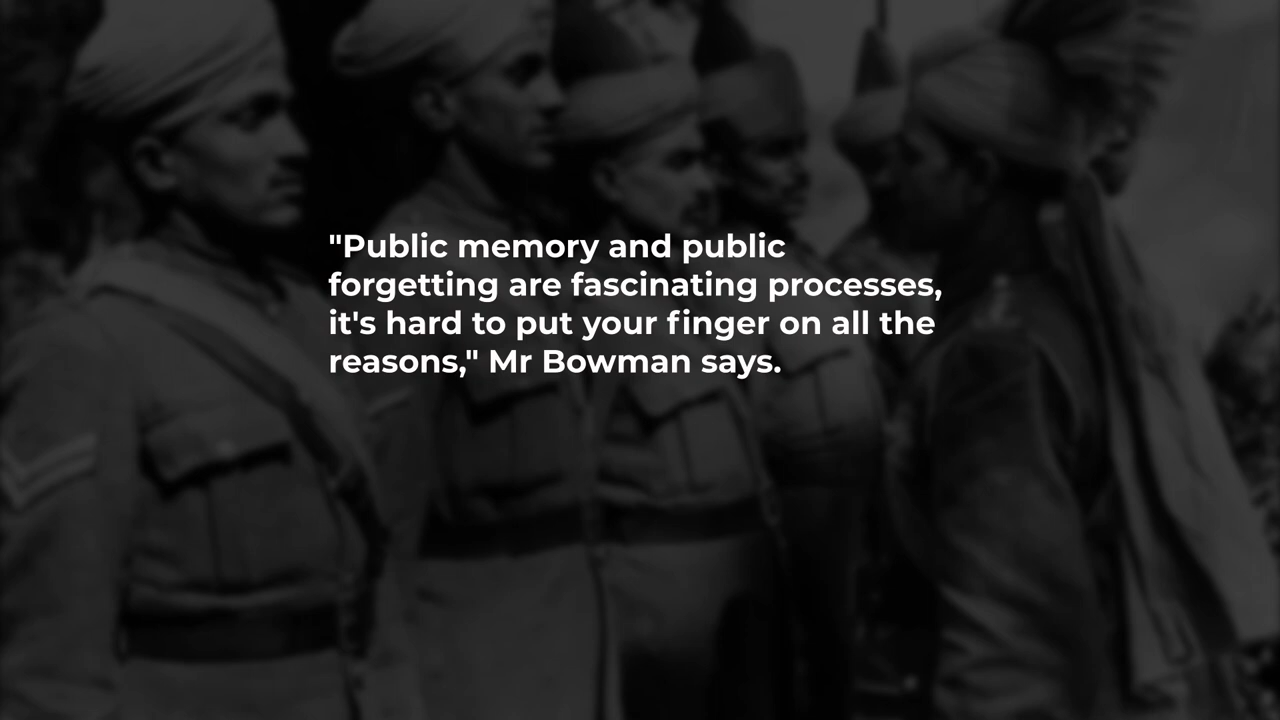 "Public memory and public
forgetting are fascinating processes,
it's hard to put your finger on all the
reasons," Mr Bowman says.